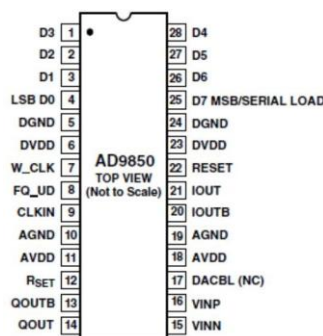 D3 1 28 D4
D2 2 27 D5
D1 3 26 D6
LSB D0 4 25 D7 MSB/SERIAL LOAD
DGND 5 24 DGND
DVDD 6 23 DVDD
W_CLK 7 22 RESET
FQ_UD 8 21 IOUT
CLKIN 9 20 IOUTB
AGND 10 19 AGND
AVDD 11 18 AVDD
RSET 12 17 DACBL (NC)
QOUTB 13 16 VINP
QOUT 14 15 VINN
AD9850
TOP VIEW
(Not to Scale)